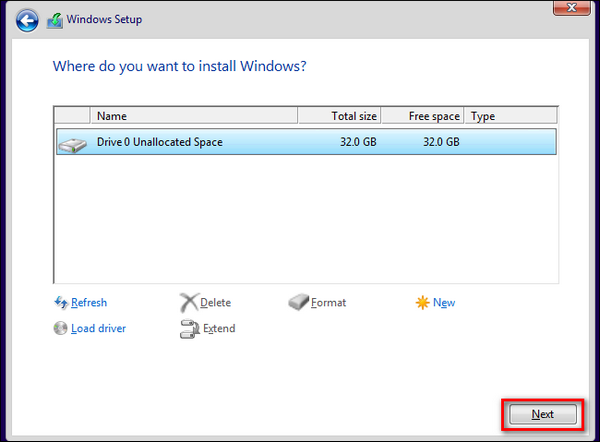 Windows Setup
Where do you want to install Windows?
Name Total size Free space Type
Drive 0 Unallocated Space 32.0 GB 32.0 GB
Refresh Delete Format New
Load driver Extend
Next